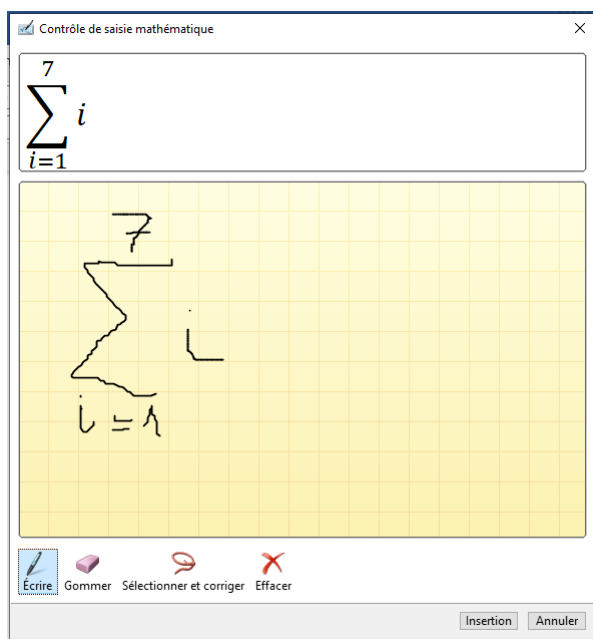 Contrôle de saisie mathématique
7
∑ i
i=1
7
∑ i
i = 1
Écrire Gommer Sélectionner et corriger Effacer
Insertion Annuler